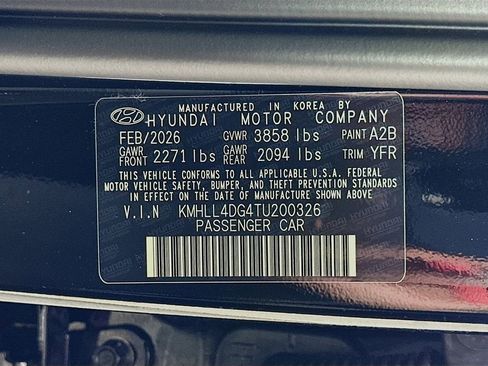 MANUFACTURED IN KOREA BY
HYUNDAI MOTOR COMPANY
FEB/2026 GVWR 3858 lbs PAINT A2B
GAWR FRONT 2271 lbs GAWR REAR 2094 lbs TRIM YFR
THIS VEHICLE CONFORMS TO ALL APPLICABLE U.S.A. FEDERAL
MOTOR VEHICLE SAFETY, BUMPER, AND THEFT PREVENTION STANDARDS
IN EFFECT ON THE DATE OF MANUFACTURE SHOWN ABOVE
V.I.N KMHLL4DG4TU200326
PASSENGER CAR